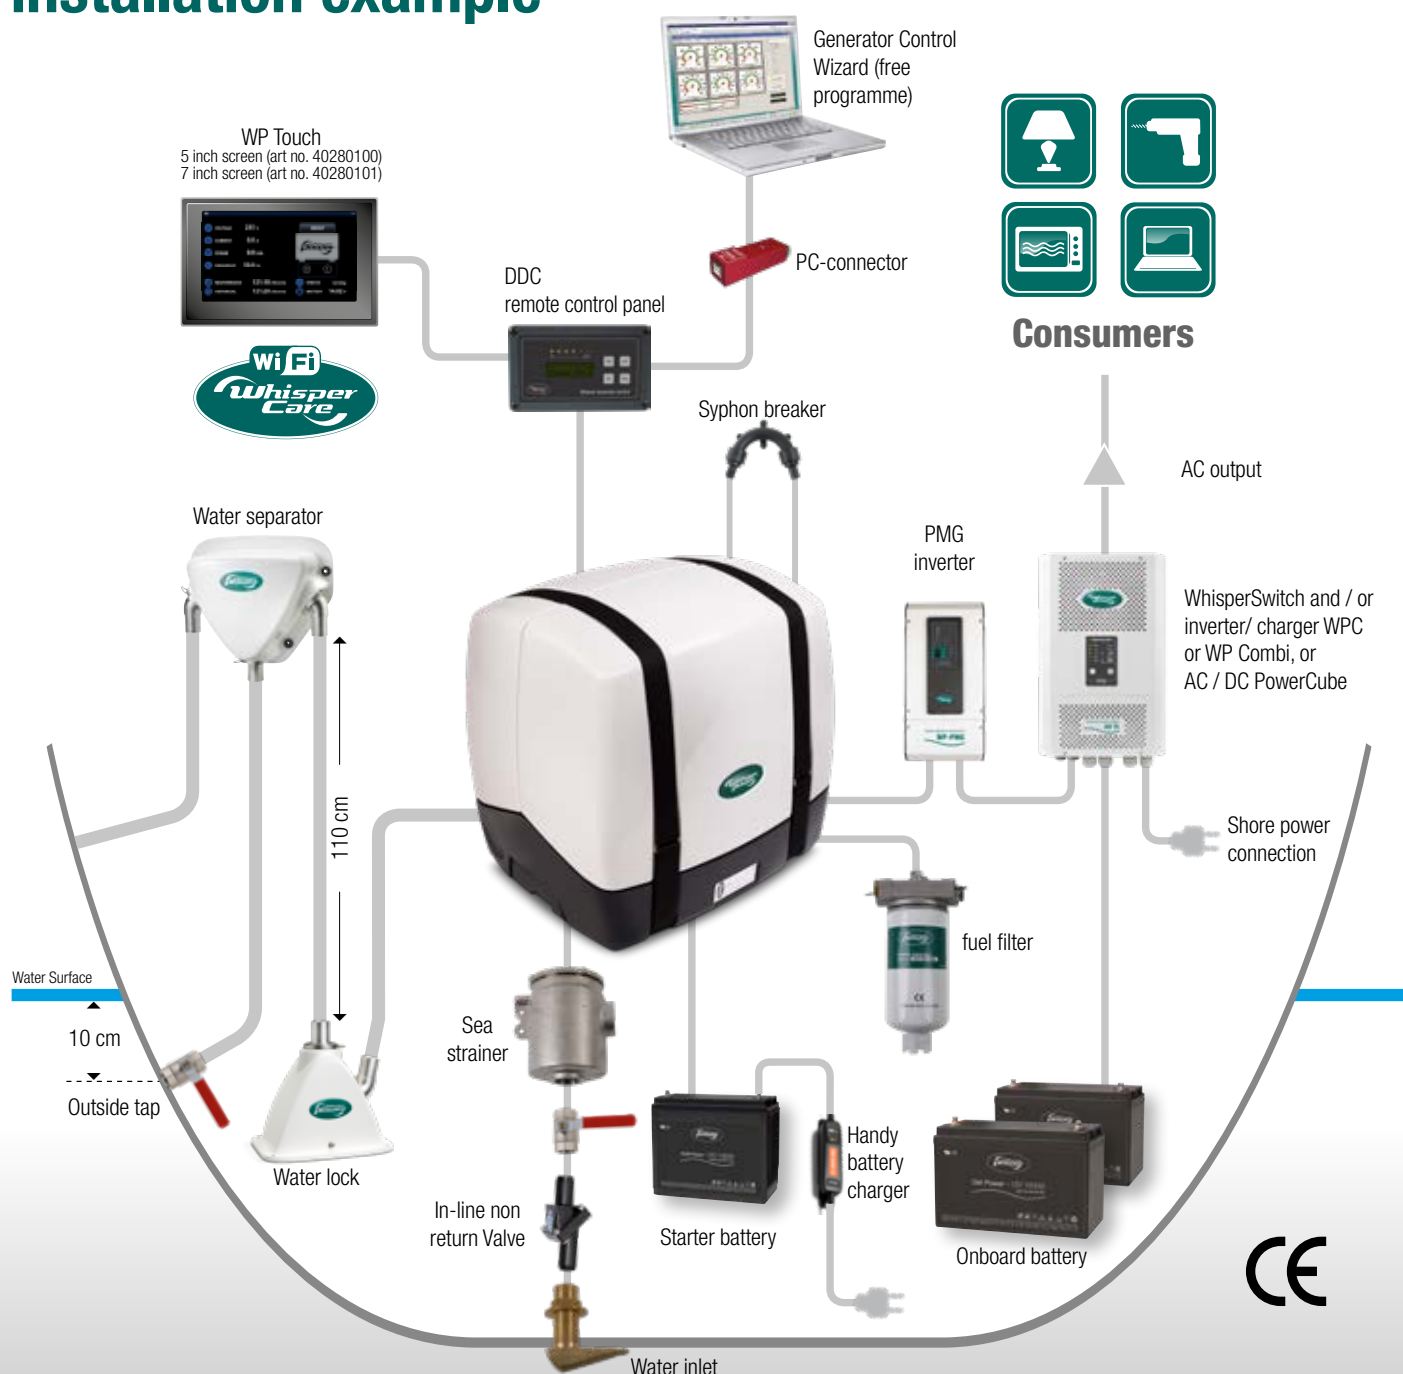 Installation example
Generator Control
Wizard (free
programme)
WP Touch
5 inch screen (art no. 40280100)
7 inch screen (art no. 40280101)
PC-connector
DDC
remote control panel
Consumers
WiFi
Whisper
Care
Syphon breaker
AC output
Water separator
PMG
inverter
WhisperSwitch and / or
inverter/ charger WPC
or WP Combi, or
AC / DC PowerCube
110 cm
Shore power
connection
fuel filter
Water Surface
10 cm
Sea
strainer
Outside tap
Water lock
Handy
battery
charger
In-line non
return Valve
Starter battery
Onboard battery
CE
Water inlet